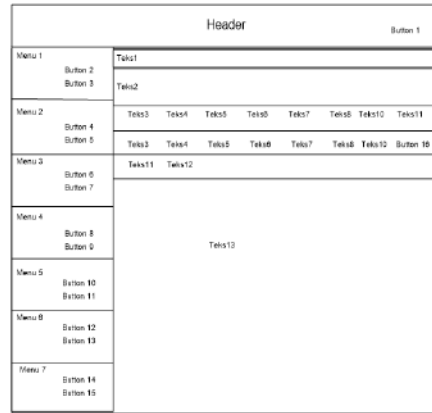 Header
Button 1
Menu 1
Button 2
Button 3
Menu 2
Button 4
Button 5
Menu 3
Button 6
Button 7
Menu 4
Button 8
Button 9
Menu 5
Button 10
Button 11
Menu 6
Button 12
Button 13
Menu 7
Button 14
Button 15
Teks1
Teks2
Teks3 Teks4 Teks5 Teks6 Teks7 Teks8 Teks10 Teks11
Teks3 Teks4 Teks5 Teks6 Teks7 Teks8 Teks10 Button 16
Teks11 Teks12
Teks13